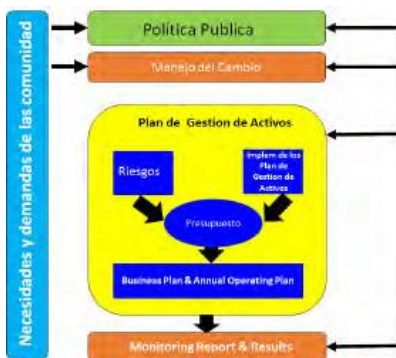 Necesidades y demandas de las comunidad
Política Publica
Manejo del Cambio
Plan de Gestion de Activos
Riesgos
Implem de los
Plan de
Gestion de
Activos
Presupuesto
Business Plan & Annual Operating Plan
Monitoring Report & Results